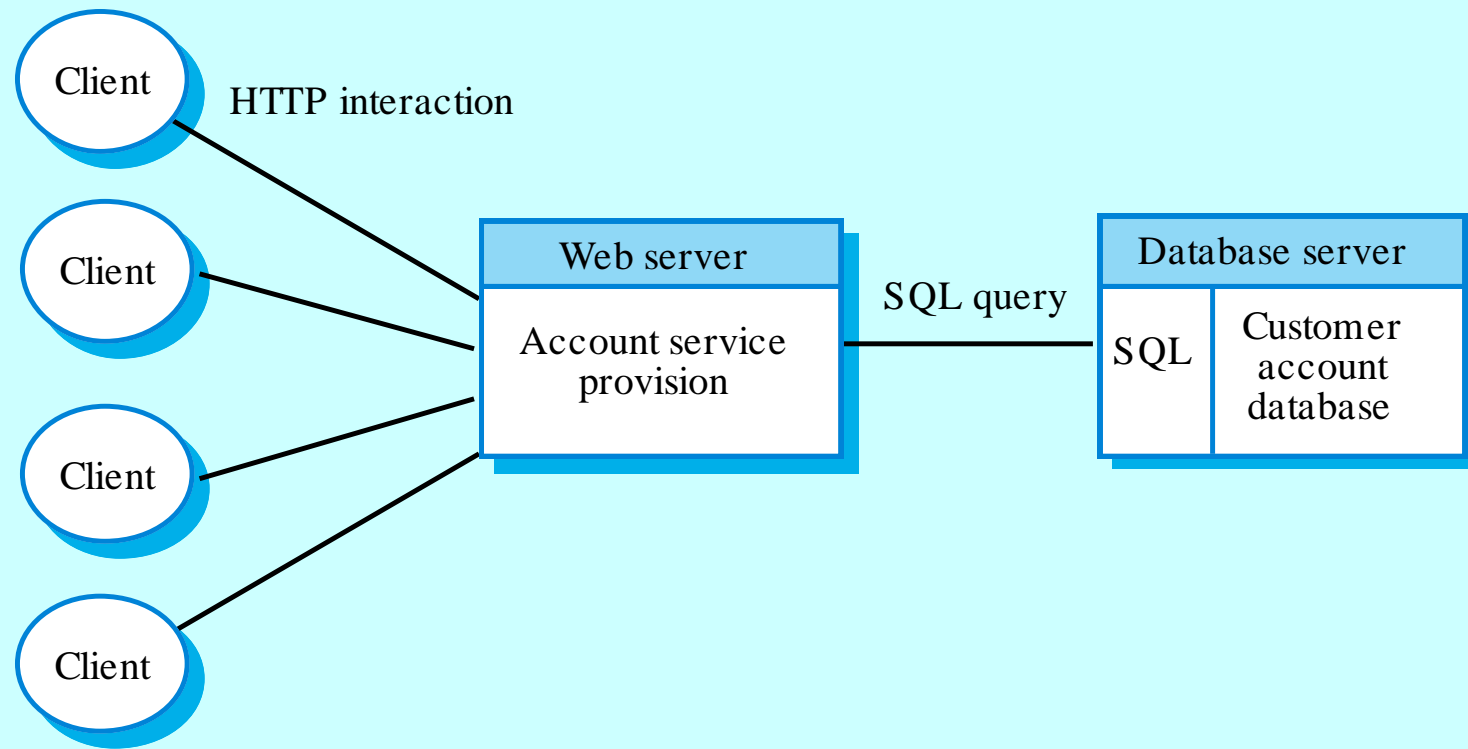 Client
HTTP interaction
Client
Client
Client
Web server
Account service
provision
SQL query
Database server
SQL
Customer
account
database